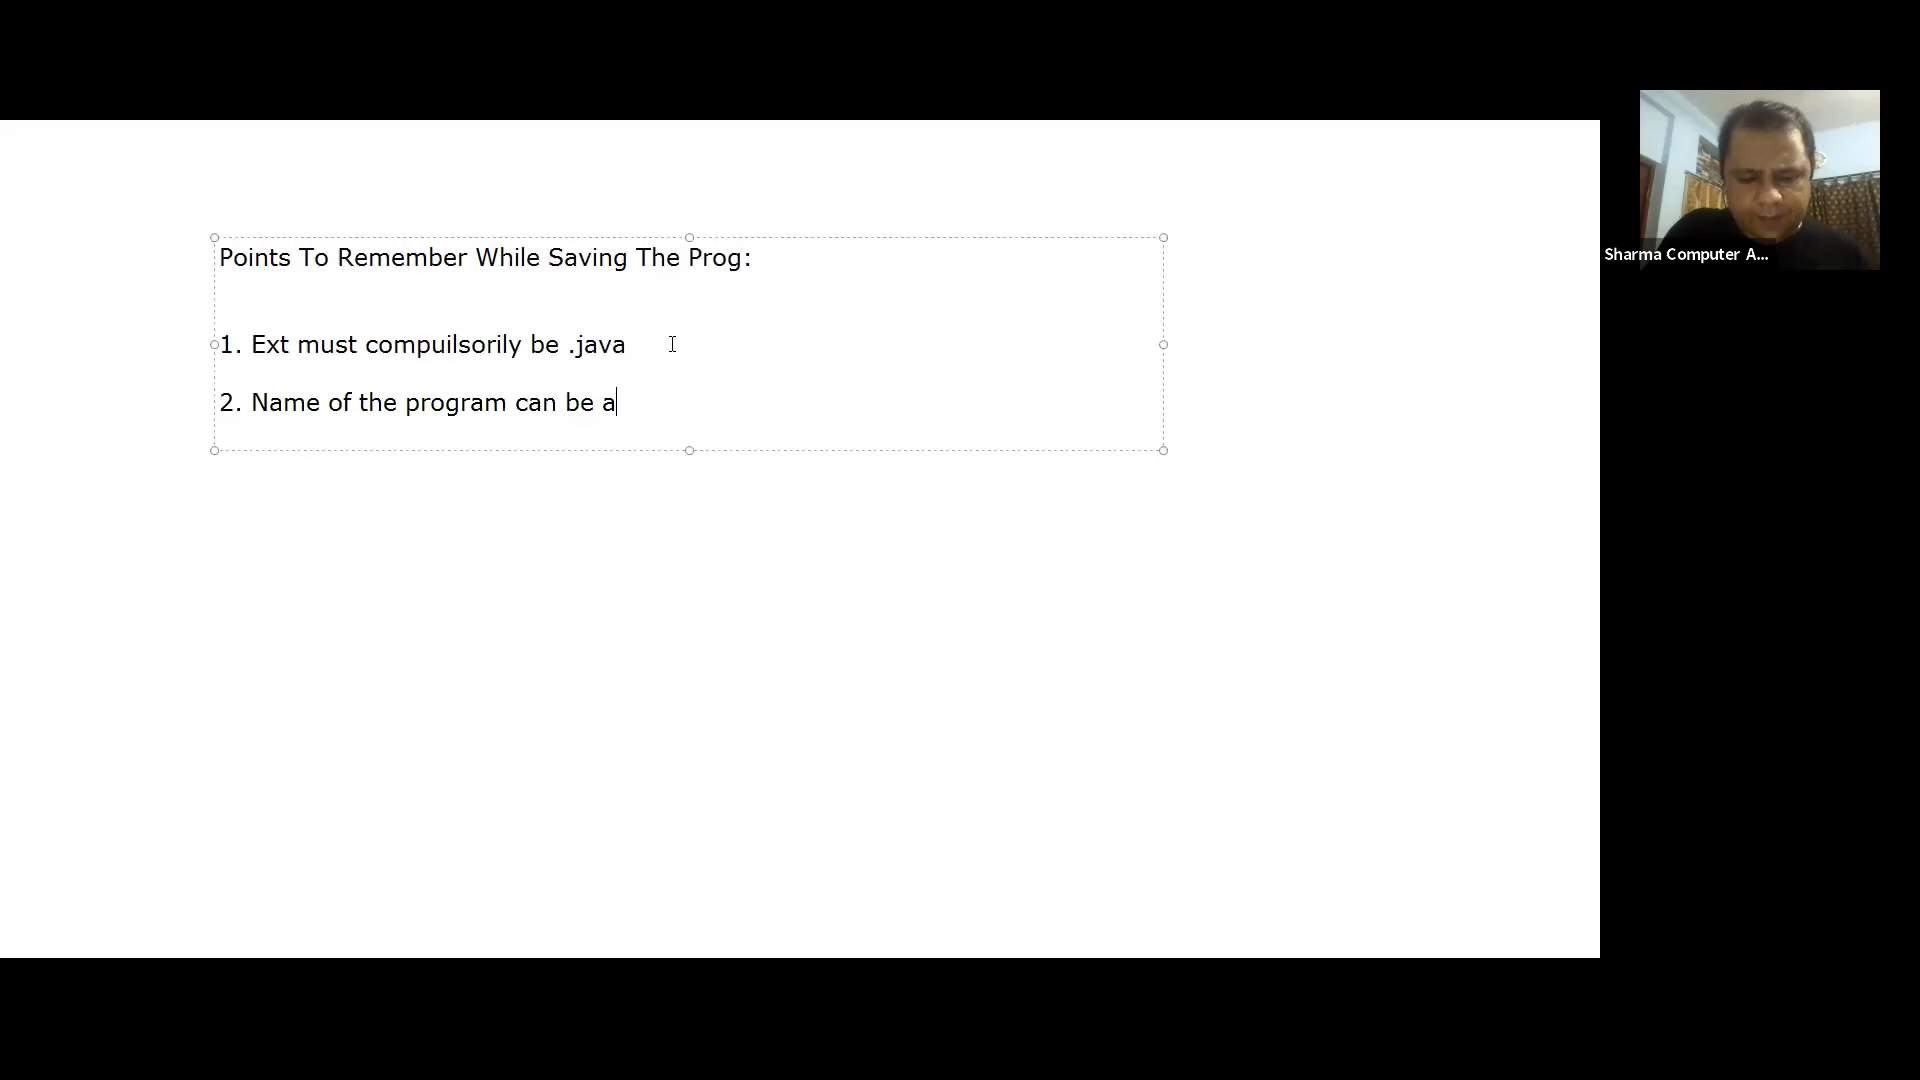 Points To Remember While Saving The Prog:
1. Ext must compuilsorily be .java
2. Name of the program can be a
Sharma Computer A...